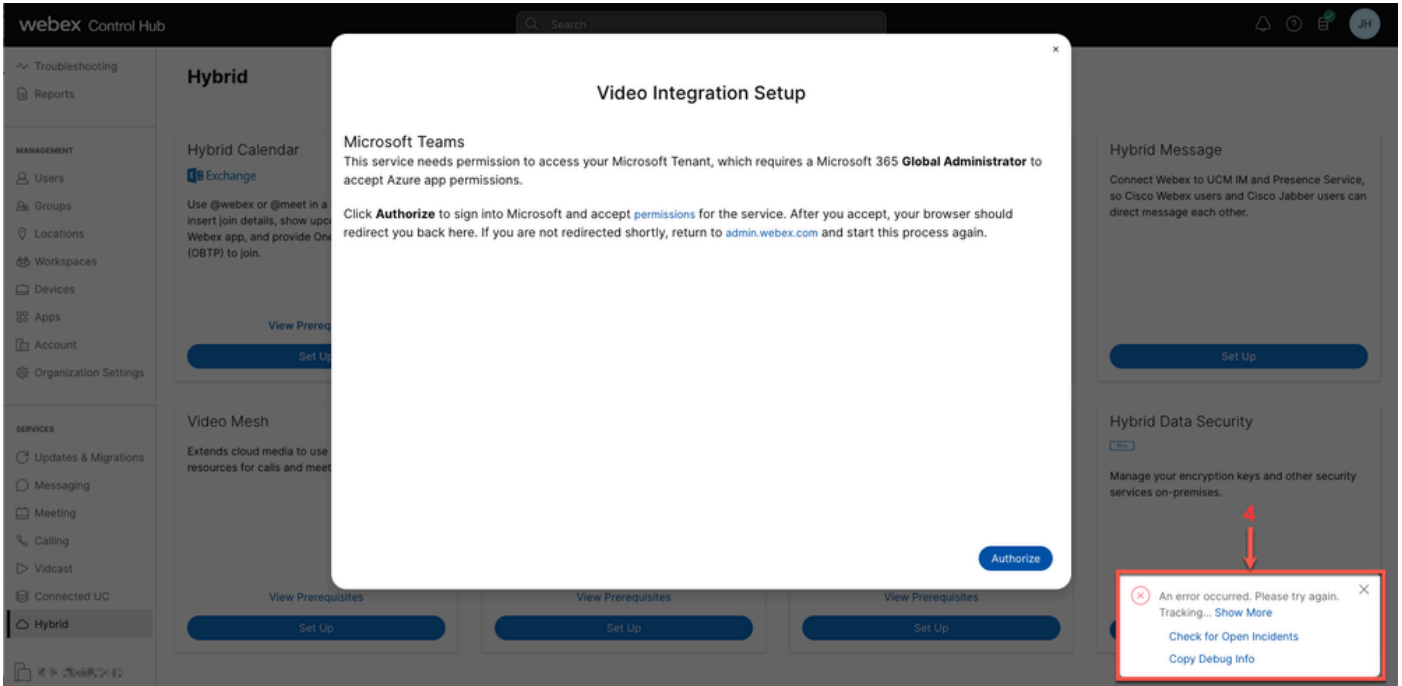 webex Control Hub
Search
JH
Troubleshooting
Reports
MANAGEMENT
Users
Groups
Locations
Workspaces
Devices
Apps
Account
Organization Settings
SERVICES
Updates & Migrations
Messaging
Meeting
Calling
Vidcast
Connected UC
Hybrid
Hybrid
Hybrid Calendar
Exchange
Use @webex or @meet in a
insert join details, show upco
Webex app, and provide One
(OBTP) to join.
View Prereq
Set Up
Video Mesh
Extends cloud media to use
resources for calls and meet
View Prerequisites
Set Up
×
Video Integration Setup
Microsoft Teams
This service needs permission to access your Microsoft Tenant, which requires a Microsoft 365 Global Administrator to
accept Azure app permissions.
Click Authorize to sign into Microsoft and accept permissions for the service. After you accept, your browser should
redirect you back here. If you are not redirected shortly, return to admin.webex.com and start this process again.
Authorize
View Prerequisites
Set Up
View Prerequisites
Set Up
Hybrid Message
Connect Webex to UCM IM and Presence Service,
so Cisco Webex users and Cisco Jabber users can
direct message each other.
Set Up
Hybrid Data Security
Pro
Manage your encryption keys and other security
services on-premises.
4
An error occurred. Please try again.
Tracking... Show More
Check for Open Incidents
Copy Debug Info